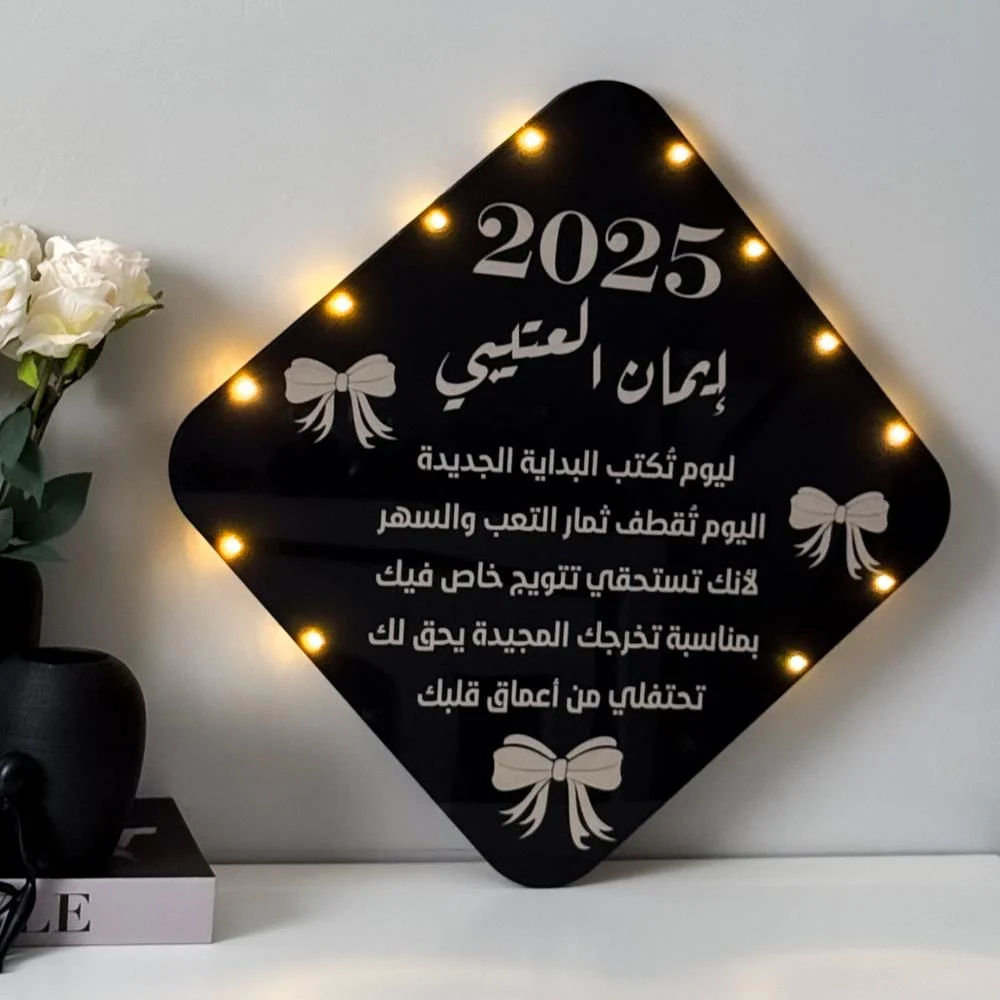 2025
إيمان العتيبي
ليوم تُكتب البداية الجديدة
اليوم تُقطف ثمار التعب والسهر
لأنك تستحقي تتويج خاص فيك
بمناسبة تخرجك المجيدة يحق لك
تحتفلي من أعماق قلبك
LE